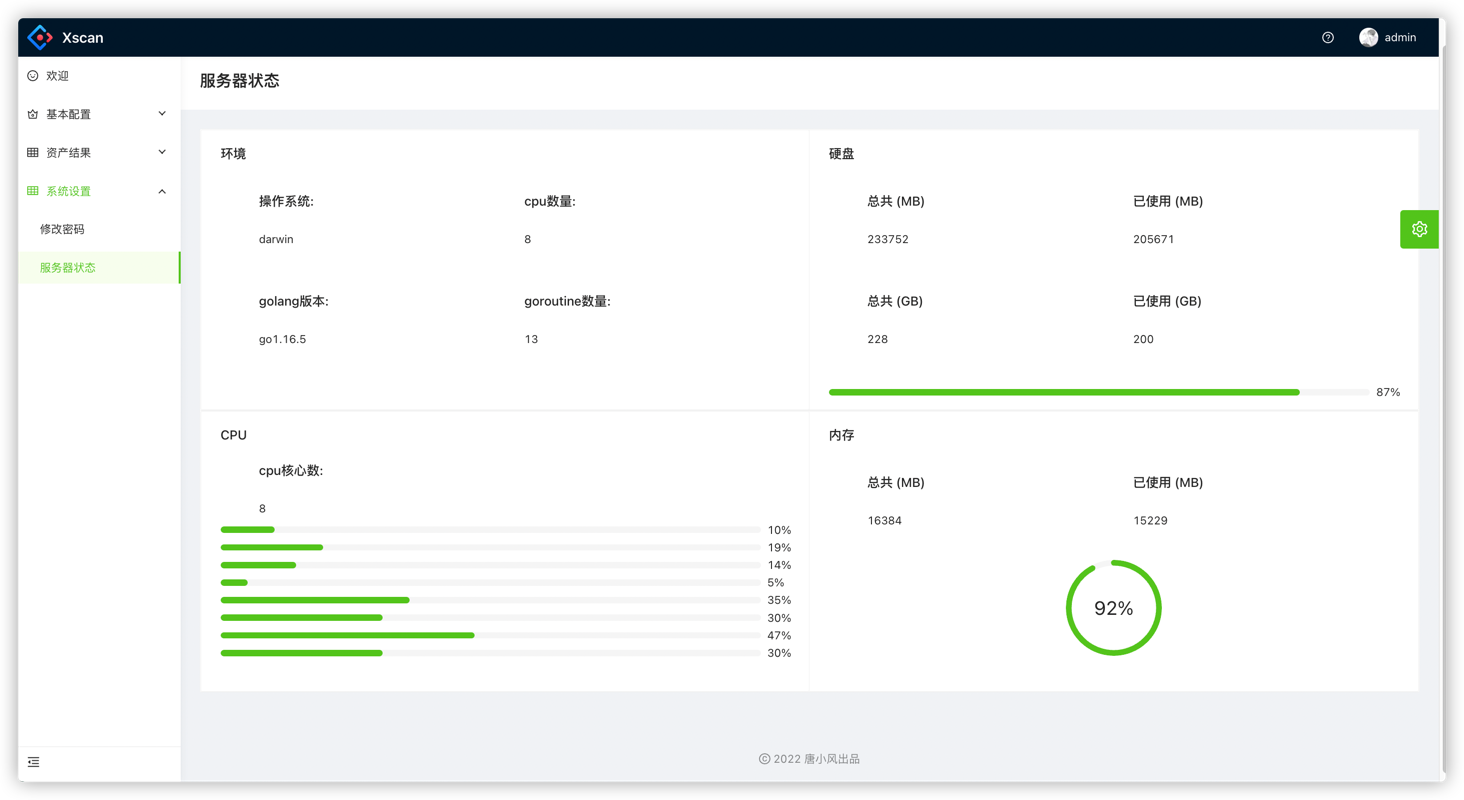 Xscan
admin
欢迎
基本配置
资产结果
系统设置
修改密码
服务器状态
服务器状态
环境
操作系统: cpu数量:
darwin 8
golang版本: goroutine数量:
go1.16.5 13
硬盘
总共 (MB) 已使用 (MB)
233752 205671
总共 (GB) 已使用 (GB)
228 200
87%
CPU
cpu核心数:
8
10%
19%
14%
5%
35%
30%
47%
30%
内存
总共 (MB) 已使用 (MB)
16384 15229
92%
© 2022 唐小风出品